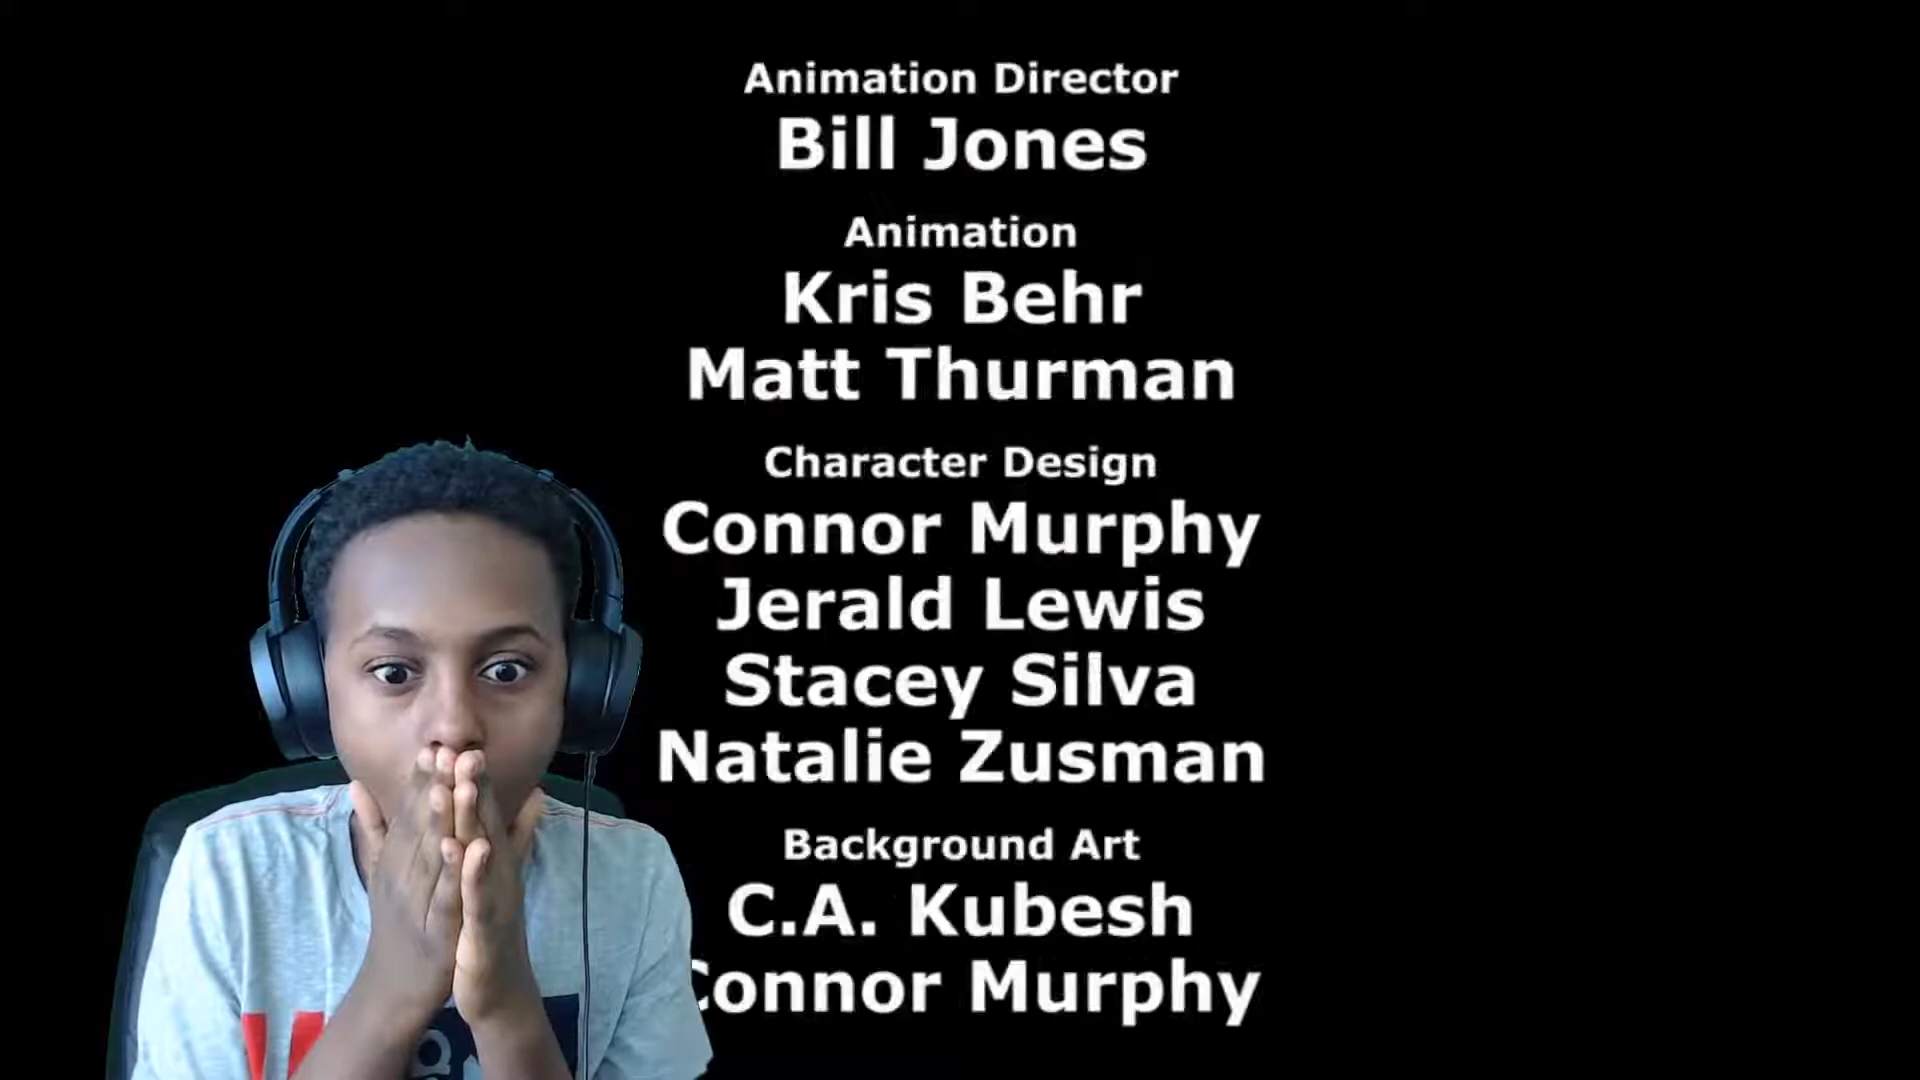 Animation Director
Bill Jones
Animation
Kris Behr
Matt Thurman
Character Design
Connor Murphy
Jerald Lewis
Stacey Silva
Natalie Zusman
Background Art
C.A. Kubesh
Connor Murphy